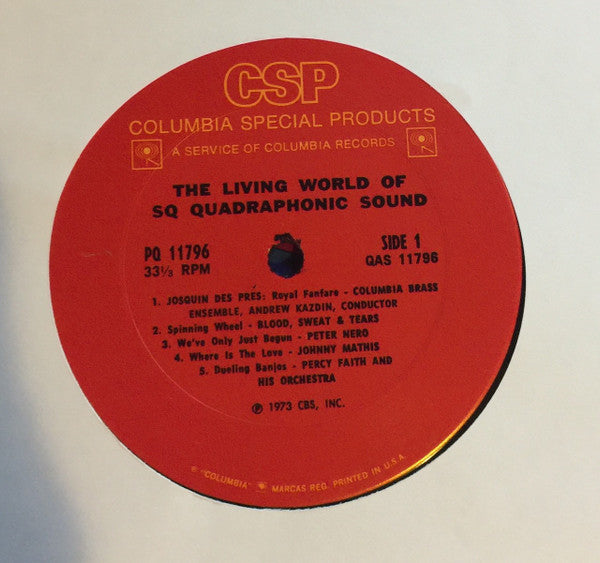 CSP
COLUMBIA SPECIAL PRODUCTS
A SERVICE OF COLUMBIA RECORDS
THE LIVING WORLD OF
SQ QUADRAPHONIC SOUND
PQ 11796
33⅓ RPM
SIDE 1
QAS 11796
1. JOSQUIN DES PRES: Royal Fanfare - COLUMBIA BRASS
ENSEMBLE, ANDREW KAZDIN, CONDUCTOR
2. Spinning Wheel - BLOOD, SWEAT & TEARS
3. We've Only Just Begun - PETER NERO
4. Where Is The Love - JOHNNY MATHIS
5. Dueling Banjos - PERCY FAITH AND
HIS ORCHESTRA
℗ 1973 CBS, INC.
® "COLUMBIA" MARCAS REG. PRINTED IN U.S.A.